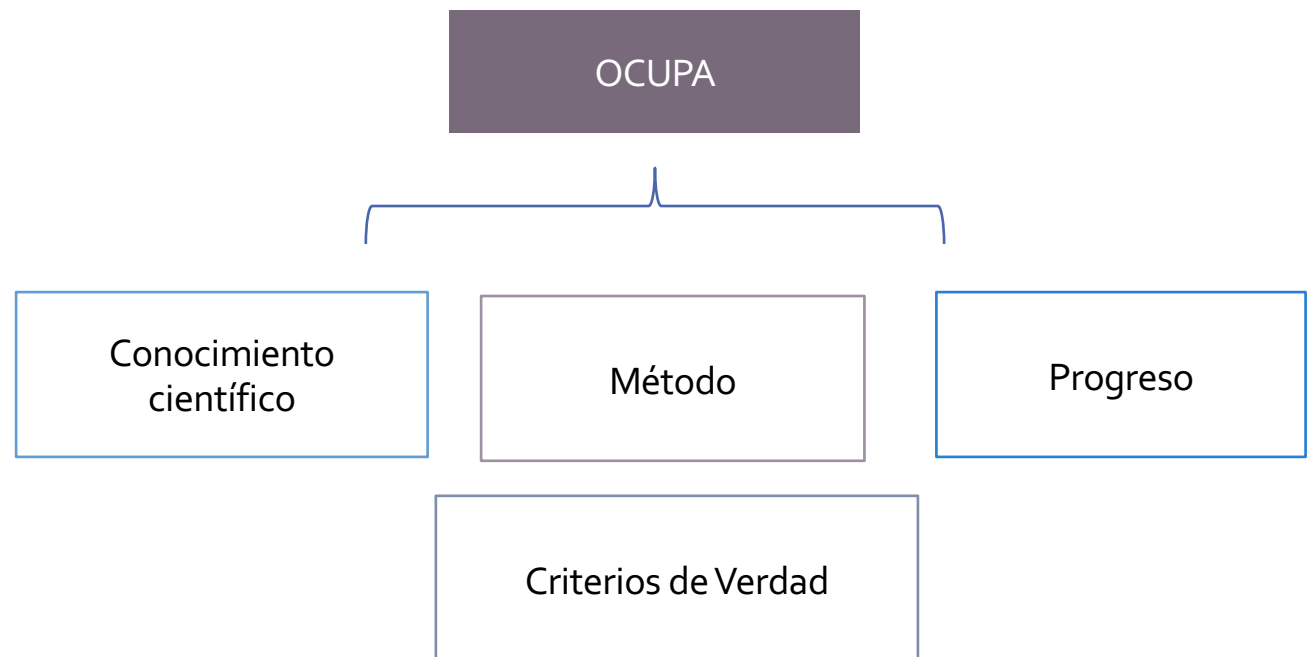 OCUPA
Conocimiento
científico
Método
Progreso
Criterios de Verdad